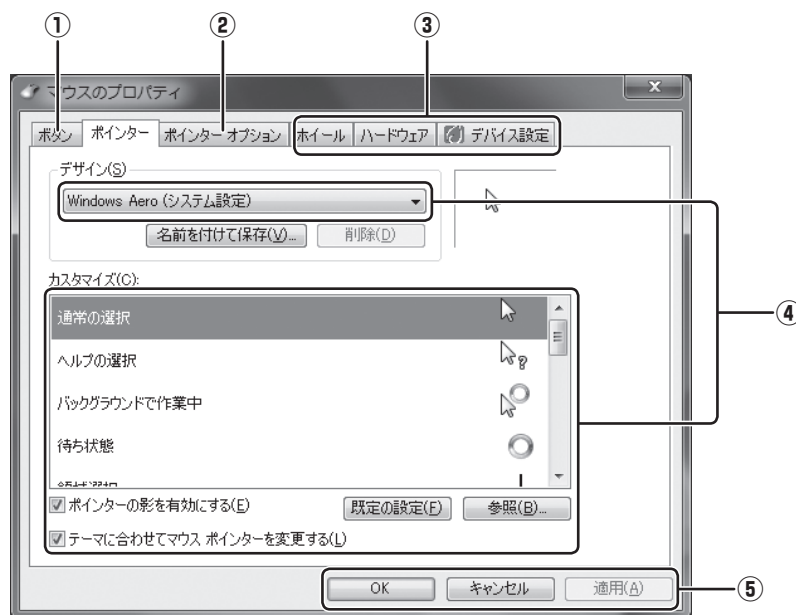 ① ② ③
マウスのプロパティ
ボタン ポインター ポインター オプション ホイール ハードウェア デバイス設定
デザイン(S)
Windows Aero (システム設定)
名前を付けて保存(V)... 削除(D)
カスタマイズ(C):
④
通常の選択
ヘルプの選択
バックグラウンドで作業中
待ち状態
ポインターの影を有効にする(E) 既定の設定(F) 参照(B)...
テーマに合わせてマウス ポインターを変更する(L)
OK キャンセル 適用(A) ⑤